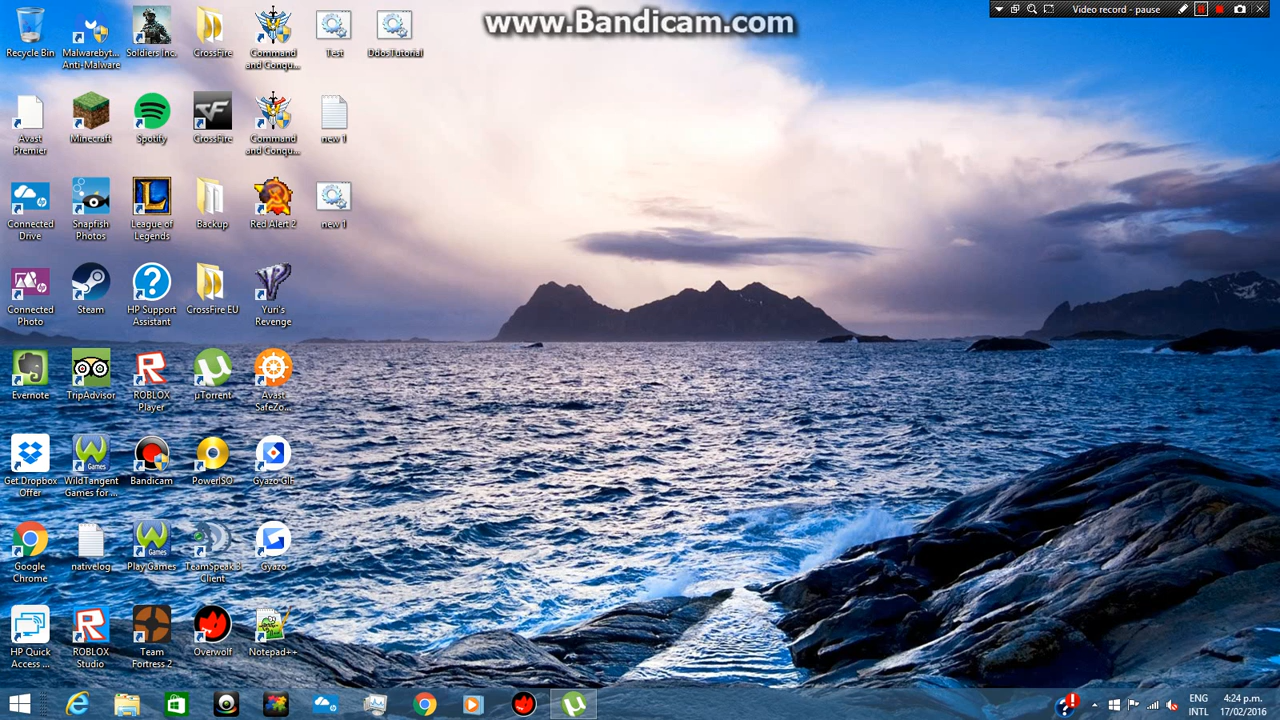 www.Bandicam.com
Video record - pause
Recycle Bin
Malwarebyt...
Anti-Malware
Soldiers Inc.
CrossFire
Command
and Conqu...
Test
DdosTutorial
Avast
Premier
Minecraft
Spotify
CrossFire
Command
and Conqu...
new 1
Connected
Drive
Snapfish
Photos
League of
Legends
Backup
Red Alert 2
new 1
Connected
Photo
Steam
HP Support
Assistant
CrossFire EU
Yuri's
Revenge
Evernote
TripAdvisor
ROBLOX
Player
µTorrent
Avast
SafeZo...
Get Dropbox
Offer
WildTangent
Games for ...
Bandicam
PowerISO
Gyazo GIF
Google
Chrome
nativelog
Play Games
TeamSpeak 3
Client
Gyazo
HP Quick
Access ...
ROBLOX
Studio
Team
Fortress 2
Overwolf
Notepad++
ENG
INTL
4:24 p.m.
17/02/2016